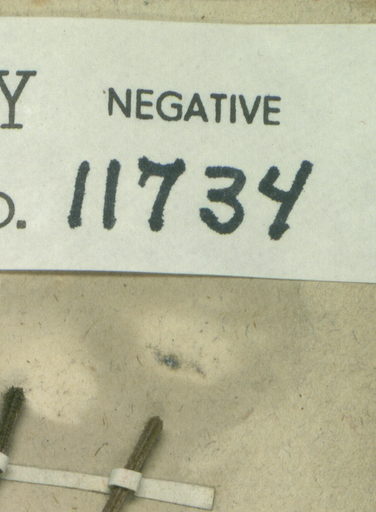 Y NEGATIVE
o. 11734